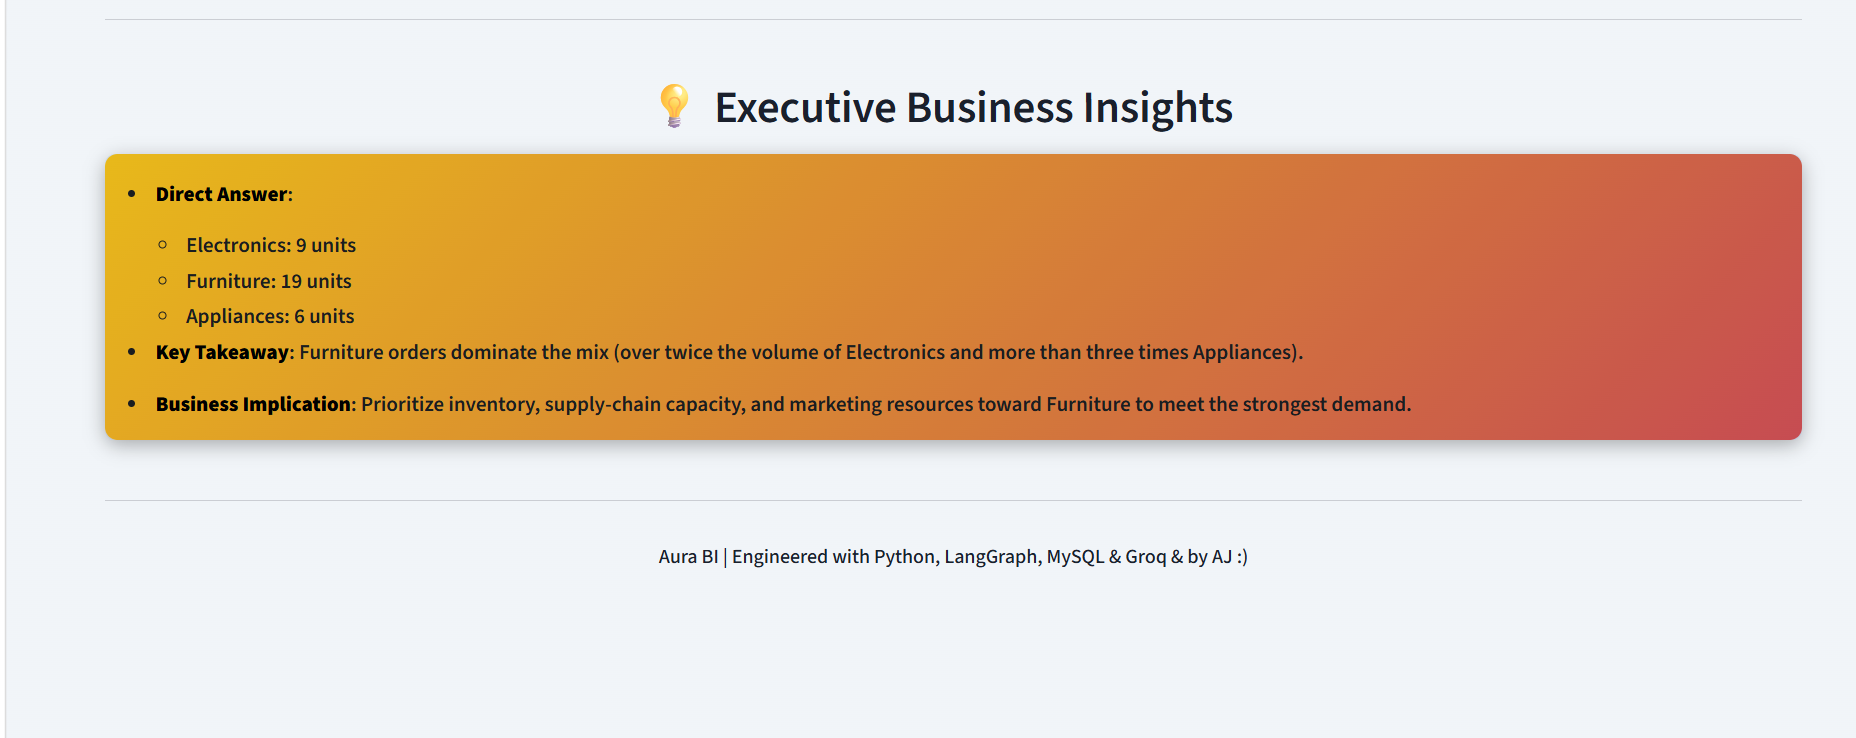 Executive Business Insights
Direct Answer:
Electronics: 9 units
Furniture: 19 units
Appliances: 6 units
Key Takeaway: Furniture orders dominate the mix (over twice the volume of Electronics and more than three times Appliances).
Business Implication: Prioritize inventory, supply-chain capacity, and marketing resources toward Furniture to meet the strongest demand.
Aura BI | Engineered with Python, LangGraph, MySQL & Groq & by AJ :)